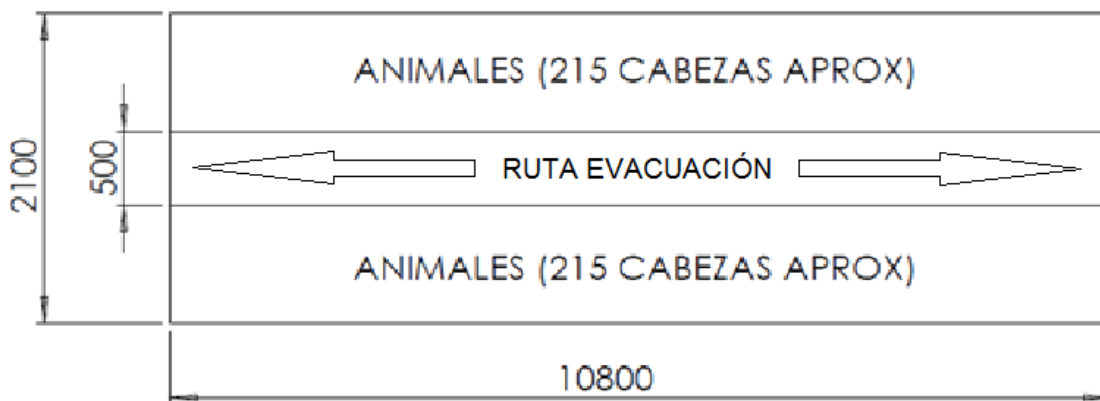 ANIMALES (215 CABEZAS APROX)
2100
500
RUTA EVACUACIÓN
ANIMALES (215 CABEZAS APROX)
10800